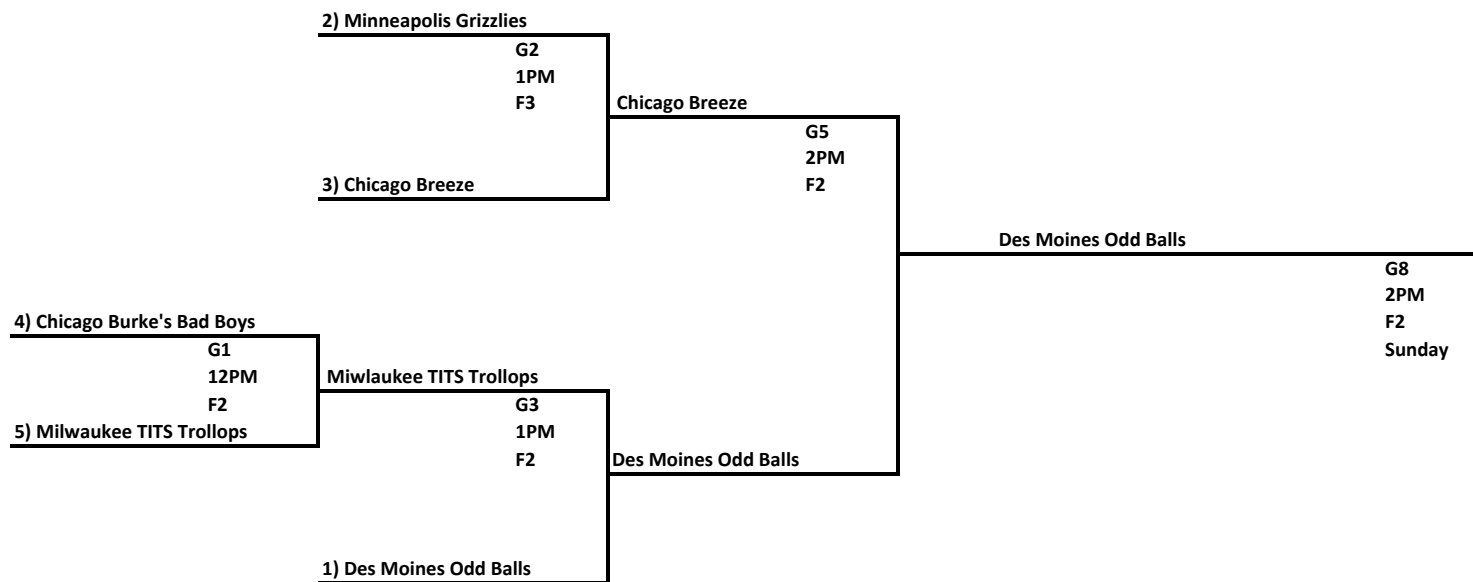 2) Minneapolis Grizzlies
G2
1PM
F3
Chicago Breeze
G5
2PM
F2
3) Chicago Breeze
Des Moines Odd Balls
G8
2PM
F2
Sunday
4) Chicago Burke's Bad Boys
G1
12PM
F2
Miwlaukee TITS Trollops
G3
1PM
F2
5) Milwaukee TITS Trollops
Des Moines Odd Balls
1) Des Moines Odd Balls